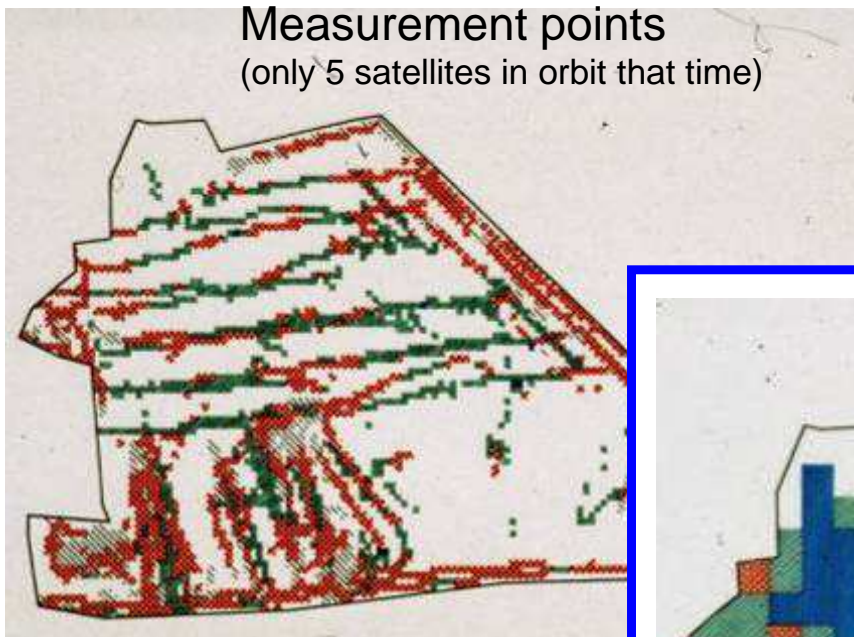 Measurement points
(only 5 satellites in orbit that time)